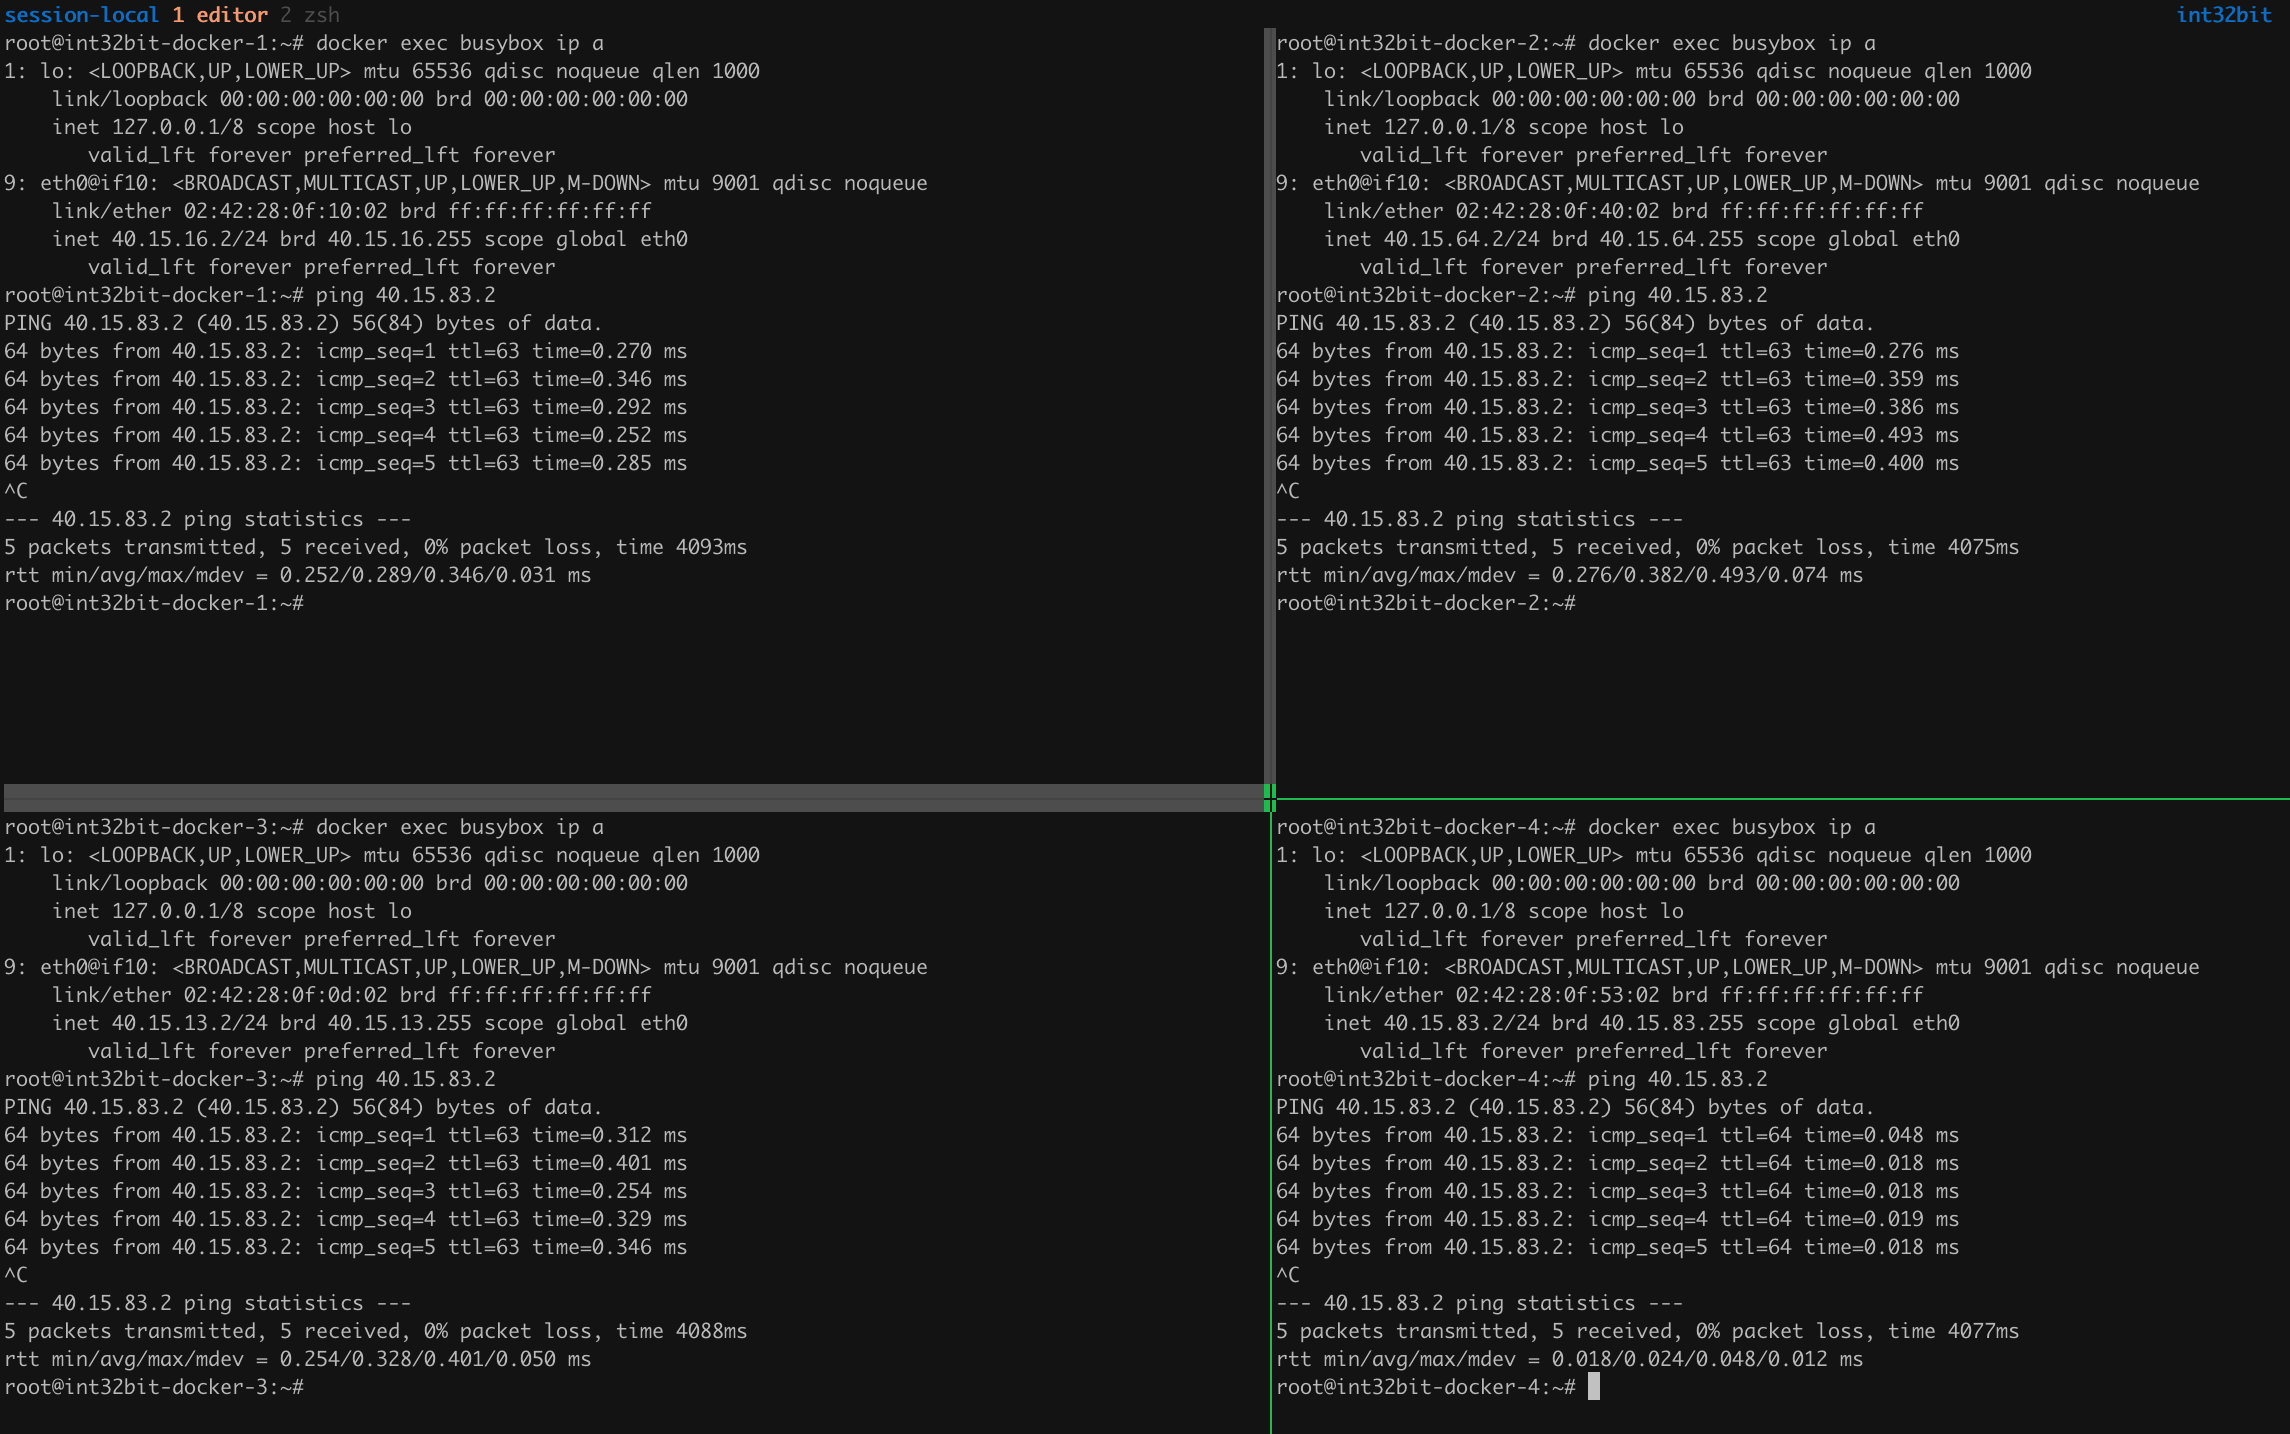 session-local 1 editor 2 zsh
int32bit
root@int32bit-docker-1:~# docker exec busybox ip a
1: lo: <LOOPBACK,UP,LOWER_UP> mtu 65536 qdisc noqueue qlen 1000
    link/loopback 00:00:00:00:00:00 brd 00:00:00:00:00:00
    inet 127.0.0.1/8 scope host lo
       valid_lft forever preferred_lft forever
9: eth0@if10: <BROADCAST,MULTICAST,UP,LOWER_UP,M-DOWN> mtu 9001 qdisc noqueue
    link/ether 02:42:28:0f:10:02 brd ff:ff:ff:ff:ff:ff
    inet 40.15.16.2/24 brd 40.15.16.255 scope global eth0
       valid_lft forever preferred_lft forever
root@int32bit-docker-1:~# ping 40.15.83.2
PING 40.15.83.2 (40.15.83.2) 56(84) bytes of data.
64 bytes from 40.15.83.2: icmp_seq=1 ttl=63 time=0.270 ms
64 bytes from 40.15.83.2: icmp_seq=2 ttl=63 time=0.346 ms
64 bytes from 40.15.83.2: icmp_seq=3 ttl=63 time=0.292 ms
64 bytes from 40.15.83.2: icmp_seq=4 ttl=63 time=0.252 ms
64 bytes from 40.15.83.2: icmp_seq=5 ttl=63 time=0.285 ms
^C
--- 40.15.83.2 ping statistics ---
5 packets transmitted, 5 received, 0% packet loss, time 4093ms
rtt min/avg/max/mdev = 0.252/0.289/0.346/0.031 ms
root@int32bit-docker-1:~#
root@int32bit-docker-2:~# docker exec busybox ip a
1: lo: <LOOPBACK,UP,LOWER_UP> mtu 65536 qdisc noqueue qlen 1000
    link/loopback 00:00:00:00:00:00 brd 00:00:00:00:00:00
    inet 127.0.0.1/8 scope host lo
       valid_lft forever preferred_lft forever
9: eth0@if10: <BROADCAST,MULTICAST,UP,LOWER_UP,M-DOWN> mtu 9001 qdisc noqueue
    link/ether 02:42:28:0f:40:02 brd ff:ff:ff:ff:ff:ff
    inet 40.15.64.2/24 brd 40.15.64.255 scope global eth0
       valid_lft forever preferred_lft forever
root@int32bit-docker-2:~# ping 40.15.83.2
PING 40.15.83.2 (40.15.83.2) 56(84) bytes of data.
64 bytes from 40.15.83.2: icmp_seq=1 ttl=63 time=0.276 ms
64 bytes from 40.15.83.2: icmp_seq=2 ttl=63 time=0.359 ms
64 bytes from 40.15.83.2: icmp_seq=3 ttl=63 time=0.386 ms
64 bytes from 40.15.83.2: icmp_seq=4 ttl=63 time=0.493 ms
64 bytes from 40.15.83.2: icmp_seq=5 ttl=63 time=0.400 ms
^C
--- 40.15.83.2 ping statistics ---
5 packets transmitted, 5 received, 0% packet loss, time 4075ms
rtt min/avg/max/mdev = 0.276/0.382/0.493/0.074 ms
root@int32bit-docker-2:~#
root@int32bit-docker-3:~# docker exec busybox ip a
1: lo: <LOOPBACK,UP,LOWER_UP> mtu 65536 qdisc noqueue qlen 1000
    link/loopback 00:00:00:00:00:00 brd 00:00:00:00:00:00
    inet 127.0.0.1/8 scope host lo
       valid_lft forever preferred_lft forever
9: eth0@if10: <BROADCAST,MULTICAST,UP,LOWER_UP,M-DOWN> mtu 9001 qdisc noqueue
    link/ether 02:42:28:0f:0d:02 brd ff:ff:ff:ff:ff:ff
    inet 40.15.13.2/24 brd 40.15.13.255 scope global eth0
       valid_lft forever preferred_lft forever
root@int32bit-docker-3:~# ping 40.15.83.2
PING 40.15.83.2 (40.15.83.2) 56(84) bytes of data.
64 bytes from 40.15.83.2: icmp_seq=1 ttl=63 time=0.312 ms
64 bytes from 40.15.83.2: icmp_seq=2 ttl=63 time=0.401 ms
64 bytes from 40.15.83.2: icmp_seq=3 ttl=63 time=0.254 ms
64 bytes from 40.15.83.2: icmp_seq=4 ttl=63 time=0.329 ms
64 bytes from 40.15.83.2: icmp_seq=5 ttl=63 time=0.346 ms
^C
--- 40.15.83.2 ping statistics ---
5 packets transmitted, 5 received, 0% packet loss, time 4088ms
rtt min/avg/max/mdev = 0.254/0.328/0.401/0.050 ms
root@int32bit-docker-3:~#
root@int32bit-docker-4:~# docker exec busybox ip a
1: lo: <LOOPBACK,UP,LOWER_UP> mtu 65536 qdisc noqueue qlen 1000
    link/loopback 00:00:00:00:00:00 brd 00:00:00:00:00:00
    inet 127.0.0.1/8 scope host lo
       valid_lft forever preferred_lft forever
9: eth0@if10: <BROADCAST,MULTICAST,UP,LOWER_UP,M-DOWN> mtu 9001 qdisc noqueue
    link/ether 02:42:28:0f:53:02 brd ff:ff:ff:ff:ff:ff
    inet 40.15.83.2/24 brd 40.15.83.255 scope global eth0
       valid_lft forever preferred_lft forever
root@int32bit-docker-4:~# ping 40.15.83.2
PING 40.15.83.2 (40.15.83.2) 56(84) bytes of data.
64 bytes from 40.15.83.2: icmp_seq=1 ttl=64 time=0.048 ms
64 bytes from 40.15.83.2: icmp_seq=2 ttl=64 time=0.018 ms
64 bytes from 40.15.83.2: icmp_seq=3 ttl=64 time=0.018 ms
64 bytes from 40.15.83.2: icmp_seq=4 ttl=64 time=0.019 ms
64 bytes from 40.15.83.2: icmp_seq=5 ttl=64 time=0.018 ms
^C
--- 40.15.83.2 ping statistics ---
5 packets transmitted, 5 received, 0% packet loss, time 4077ms
rtt min/avg/max/mdev = 0.018/0.024/0.048/0.012 ms
root@int32bit-docker-4:~#